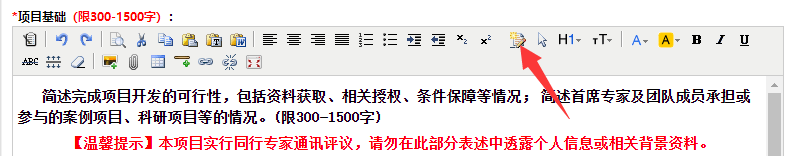 *项目基础（限300-1500字）：
H1 тT A A B I U
ABC
简述完成项目开发的可行性，包括资料获取、相关授权、条件保障等情况；简述首席专家及团队成员承担或
参与的案例项目、科研项目等的情况。(限300-1500字)
【温馨提示】本项目实行同行专家通讯评议，请勿在此部分表述中透露个人信息或相关背景资料。